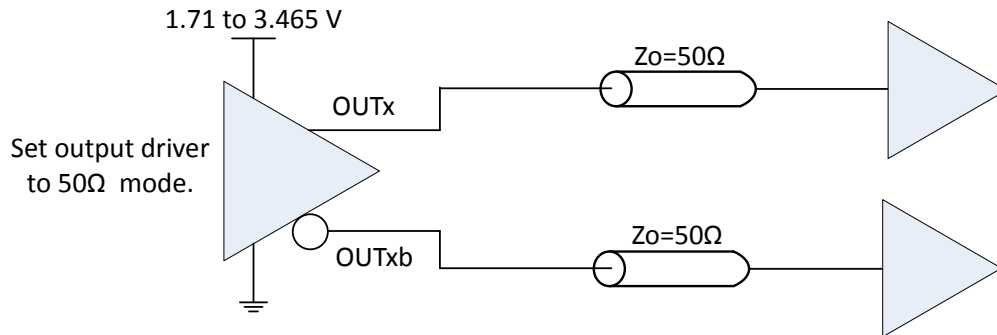 1.71 to 3.465 V
Zo=50Ω
OUTx
Set output driver
to 50Ω mode.
Zo=50Ω
OUTxb